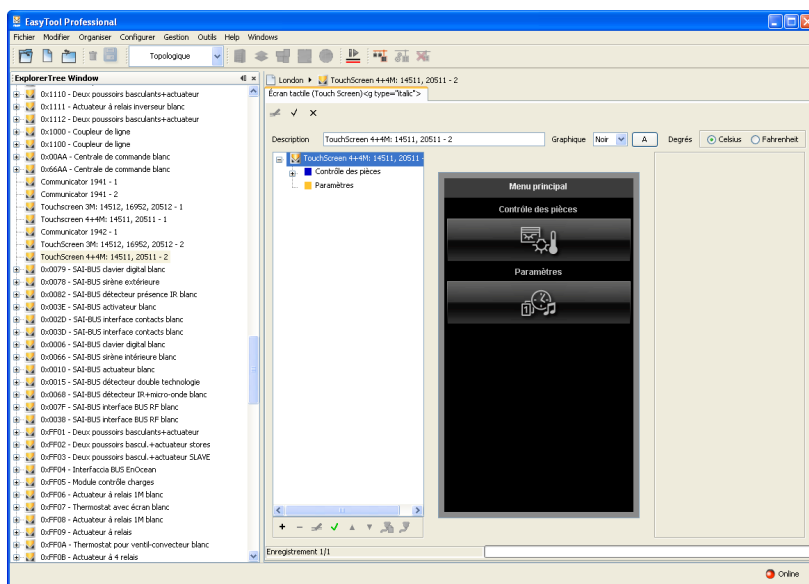 EasyTool Professional
Fichier Modifier Organiser Configurer Gestion Outils Help Windows
Topologique
ExplorerTree Window
0x1110 - Deux poussoirs basculants+actuateur
0x1111 - Actuateur à relais inverseur blanc
0x1112 - Deux poussoirs basculants+actuateur
0x1000 - Coupleur de ligne
0x1100 - Coupleur de ligne
0x00AA - Centrale de commande blanc
0x66AA - Centrale de commande blanc
Communicator 1941 - 1
Communicator 1941 - 2
Touchscreen 3M: 14512, 16952, 20512 - 1
Touchscreen 4+4M: 14511, 20511 - 1
Communicator 1942 - 1
TouchScreen 3M: 14512, 16952, 20512 - 2
TouchScreen 4+4M: 14511, 20511 - 2
0x0079 - SAI-BUS clavier digital blanc
0x0078 - SAI-BUS sirène extérieure
0x0082 - SAI-BUS détecteur présence IR blanc
0x003E - SAI-BUS activateur blanc
0x002D - SAI-BUS interface contacts blanc
0x003D - SAI-BUS interface contacts blanc
0x0006 - SAI-BUS clavier digital blanc
0x0066 - SAI-BUS sirène intérieure blanc
0x0010 - SAI-BUS actuateur blanc
0x0015 - SAI-BUS détecteur double technologie
0x0068 - SAI-BUS détecteur IR+micro-onde blanc
0x007F - SAI-BUS interface BUS RF blanc
0x0038 - SAI-BUS interface BUS RF blanc
0xFF01 - Deux poussoirs basculants+actuateur
0xFF02 - Deux poussoirs bascul.+actuateur stores
0xFF03 - Deux poussoirs bascul.+actuateur SLAVE
0xFF04 - Interfaccia BUS EnOcean
0xFF05 - Module contrôle charges
0xFF06 - Actuateur à relais 1M blanc
0xFF07 - Thermostat avec écran blanc
0xFF08 - Actuateur à relais 1M blanc
0xFF09 - Actuateur à relais
0xFF0A - Thermostat pour ventil-convecteur blanc
0xFF0B - Actuateur à 4 relais
London TouchScreen 4+4M: 14511, 20511 - 2
Écran tactile (Touch Screen)<g type="italic">
Description TouchScreen 4+4M: 14511, 20511 - 2 Graphique Noir A Degrés Celsius Fahrenheit
TouchScreen 4+4M: 14511, 20511 -
Contrôle des pièces
Paramètres
Menu principal
Contrôle des pièces
Paramètres
1
Enregistrement 1/1
Online